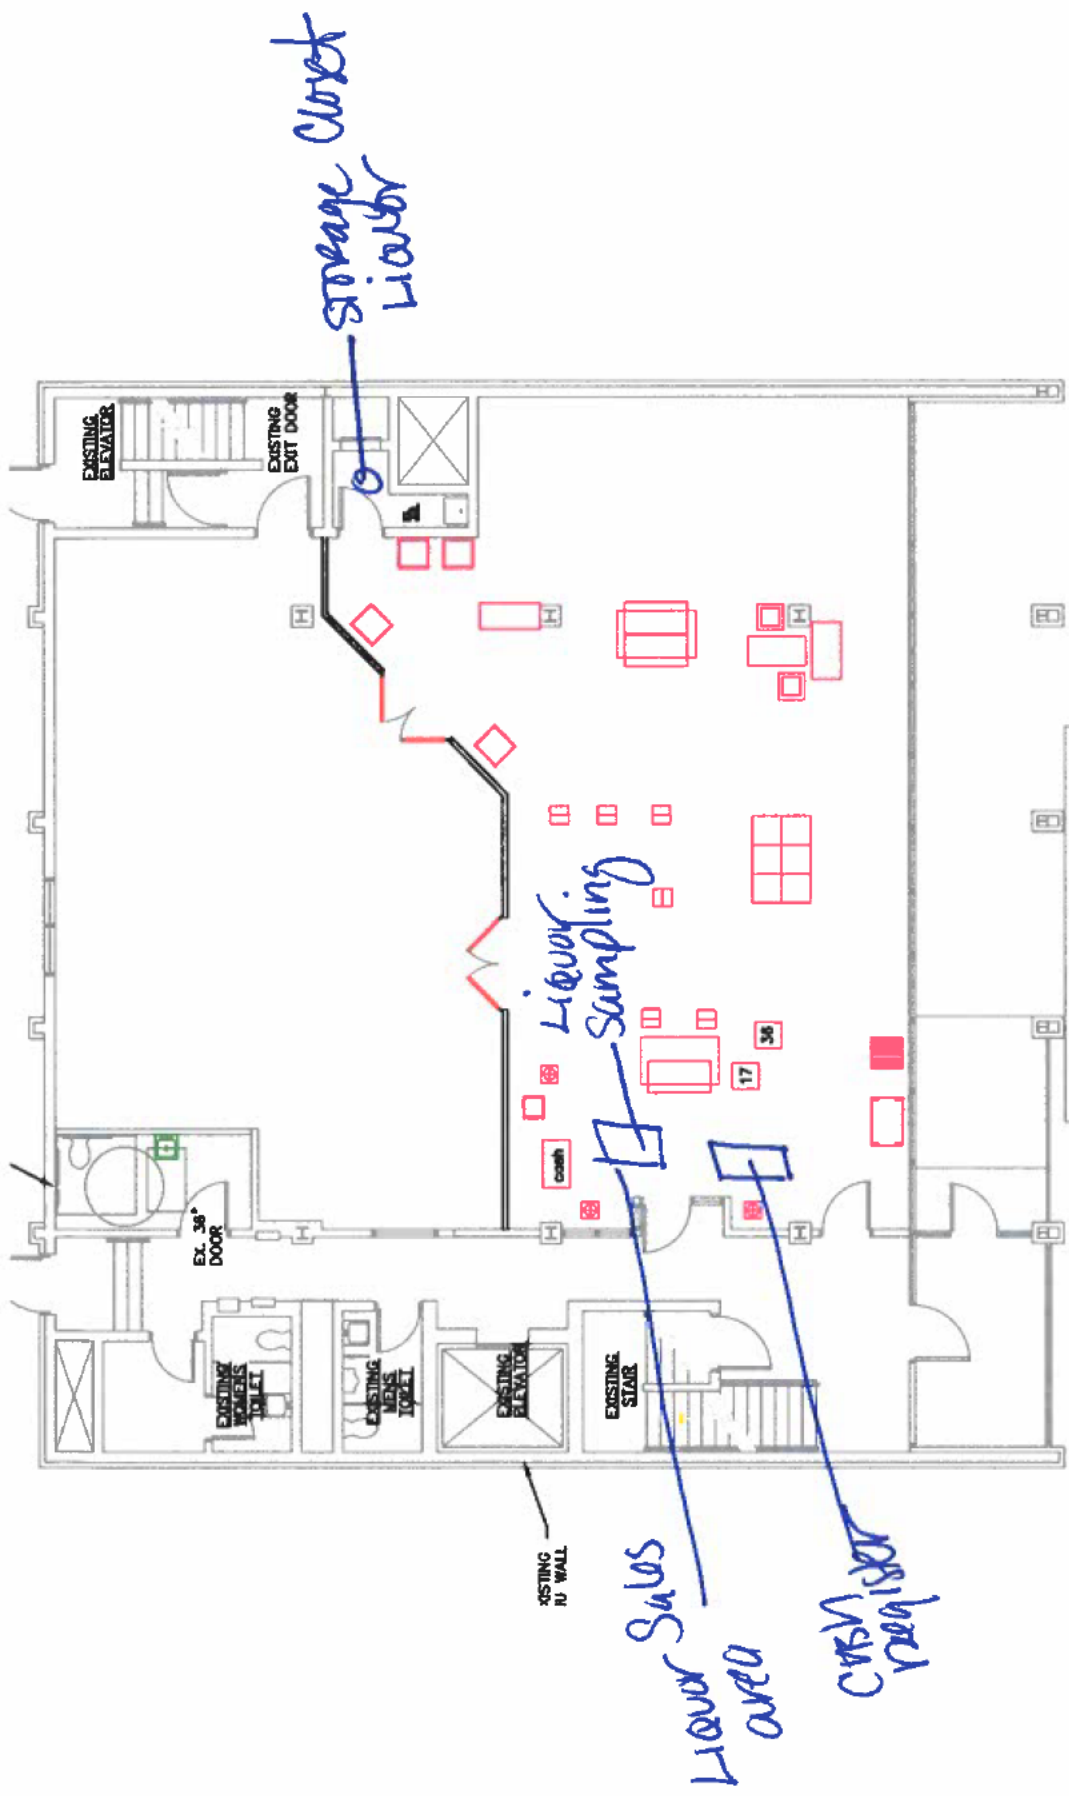 Storage Closet
Liquor
EXISTING
ELEVATOR
EXISTING
EXIT DOOR
Liquor
Sampling
cash
17
36
EX. 36"
DOOR
EXISTING
WOMENS
TOILET
EXISTING
MENS
TOILET
EXISTING
ELEVATOR
EXISTING
STAIR
XISTING
WALL
Liquor Sales
area
Cash
register